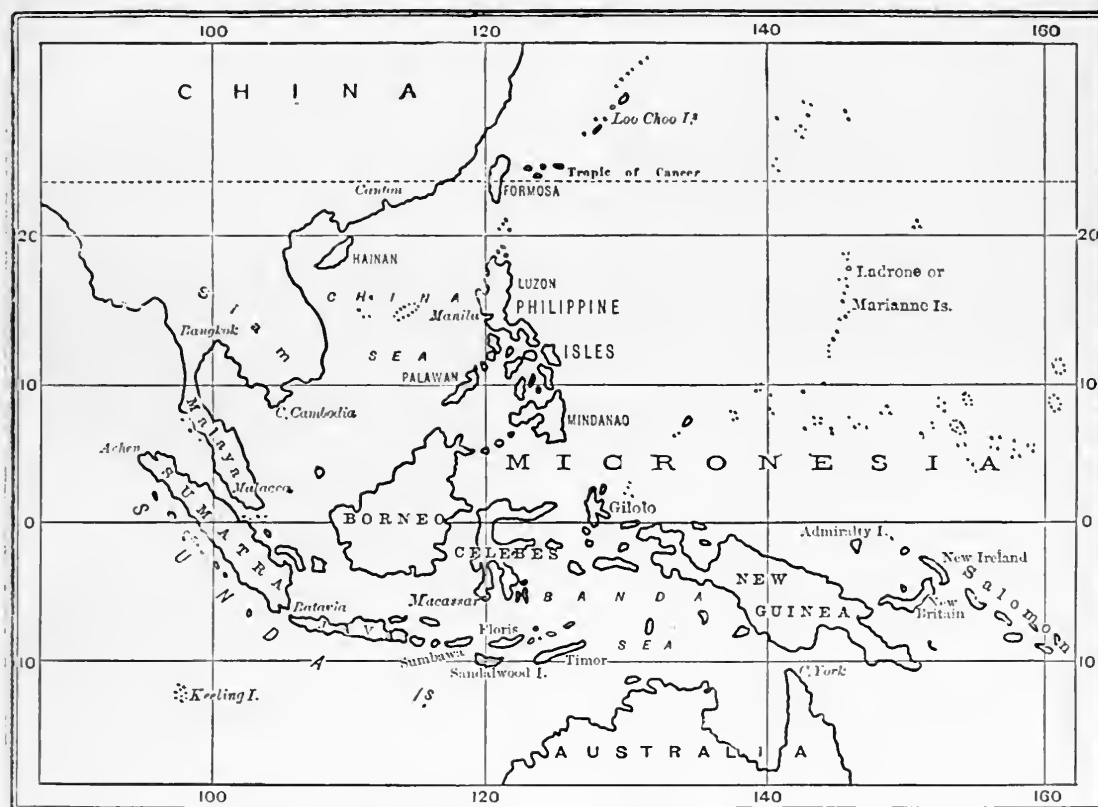 100 120 140 160
CHINA
Loo Choo I.s
Tropic of Cancer
Canton
FORMOSA
20 20
HAINAN
Siam
LUZON
Ladrone or
CHINA
PHILIPPINE
Marianne Is.
Manila
Bangkok
SEA
ISLES
PALAWAN
10 10
C. Cambodia
MINDANAO
Malaya
Achen
MICRONESIA
SUMATRA
Malacca
Giloto
BORNEO
0 0
Admiralty I.
CELEBES
New Ireland
SUNDA
NEW
Salomosn
Macassar
BANDA
GUINEA
New
Britain
Batavia
Floris
SEA
Sumbawa
Timor
10 10
Sandalwood I.
C. York
Keeling I.
Is
AUSTRALIA
100 120 140 160